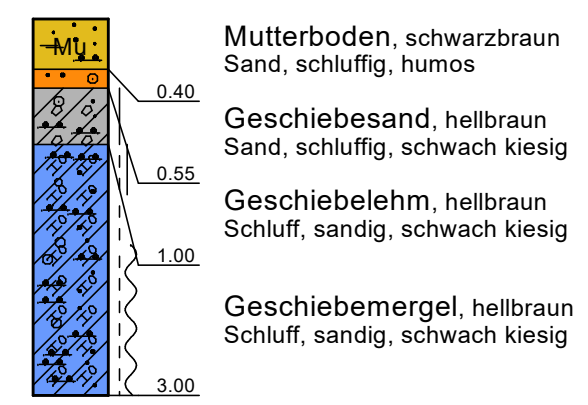 Mu
Mutterboden, schwarzbraun
Sand, schluffig, humos
0.40
Geschiebesand, hellbraun
Sand, schluffig, schwach kiesig
0.55
Geschiebelehm, hellbraun
Schluff, sandig, schwach kiesig
1.00
Geschiebemergel, hellbraun
Schluff, sandig, schwach kiesig
3.00